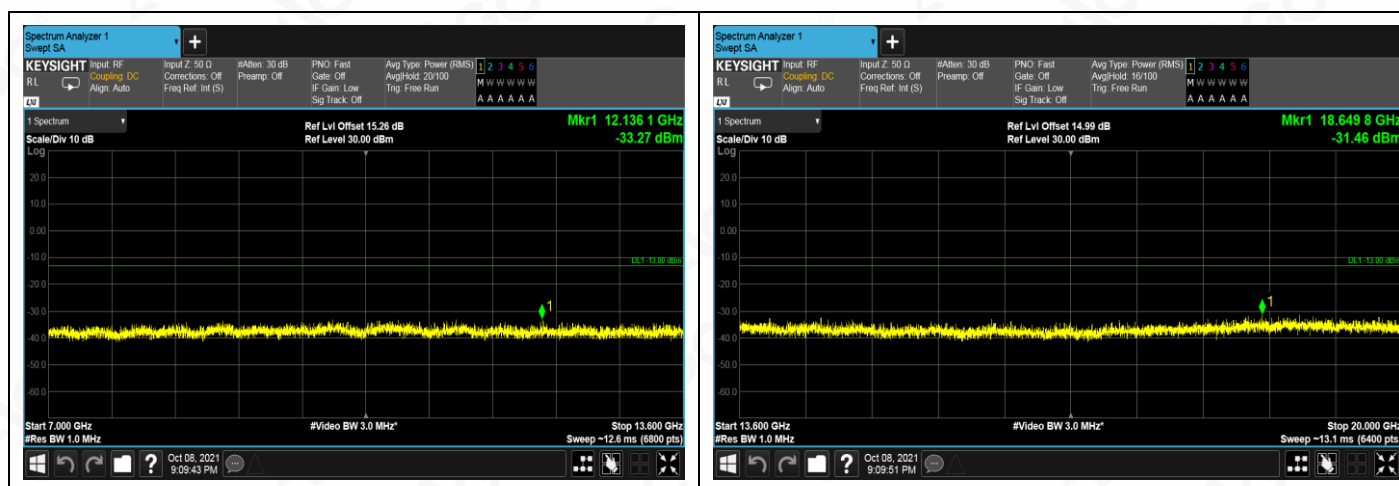 Spectrum Analyzer 1
Swept SA
+
KEYSIGHT Input: RF Input Z: 50 Ω #Atten: 30 dB PNO: Fast Avg Type: Power (RMS) 1 2 3 4 5 6
RL Coupling: DC Corrections: Off Preamp: Off Gate: Off Avg|Hold: 20/100 M W W W W W
Align: Auto Freq Ref: Int (S) IF Gain: Low Trig: Free Run
LXI Sig Track: Off A A A A A A
1 Spectrum
Ref Lvl Offset 15.26 dB Mkr1 12.136 1 GHz
Scale/Div 10 dB Ref Level 30.00 dBm -33.27 dBm
Log
20.0
10.0
0.00
-10.0
DL1 -13.00 dBm
-20.0
1
-30.0
-40.0
-50.0
-60.0
Start 7.000 GHz #Video BW 3.0 MHz* Stop 13.600 GHz
#Res BW 1.0 MHz Sweep ~12.6 ms (6800 pts)
? Oct 08, 2021
9:09:43 PM
Spectrum Analyzer 1
Swept SA
+
KEYSIGHT Input: RF Input Z: 50 Ω #Atten: 30 dB PNO: Fast Avg Type: Power (RMS) 1 2 3 4 5 6
RL Coupling: DC Corrections: Off Preamp: Off Gate: Off Avg|Hold: 16/100 M W W W W W
Align: Auto Freq Ref: Int (S) IF Gain: Low Trig: Free Run
LXI Sig Track: Off A A A A A A
1 Spectrum
Ref Lvl Offset 14.99 dB Mkr1 18.649 8 GHz
Scale/Div 10 dB Ref Level 30.00 dBm -31.46 dBm
Log
20.0
10.0
0.00
-10.0
DL1 -13.00 dBm
-20.0
1
-30.0
-40.0
-50.0
-60.0
Start 13.600 GHz #Video BW 3.0 MHz* Stop 20.000 GHz
#Res BW 1.0 MHz Sweep ~13.1 ms (6400 pts)
? Oct 08, 2021
9:09:51 PM